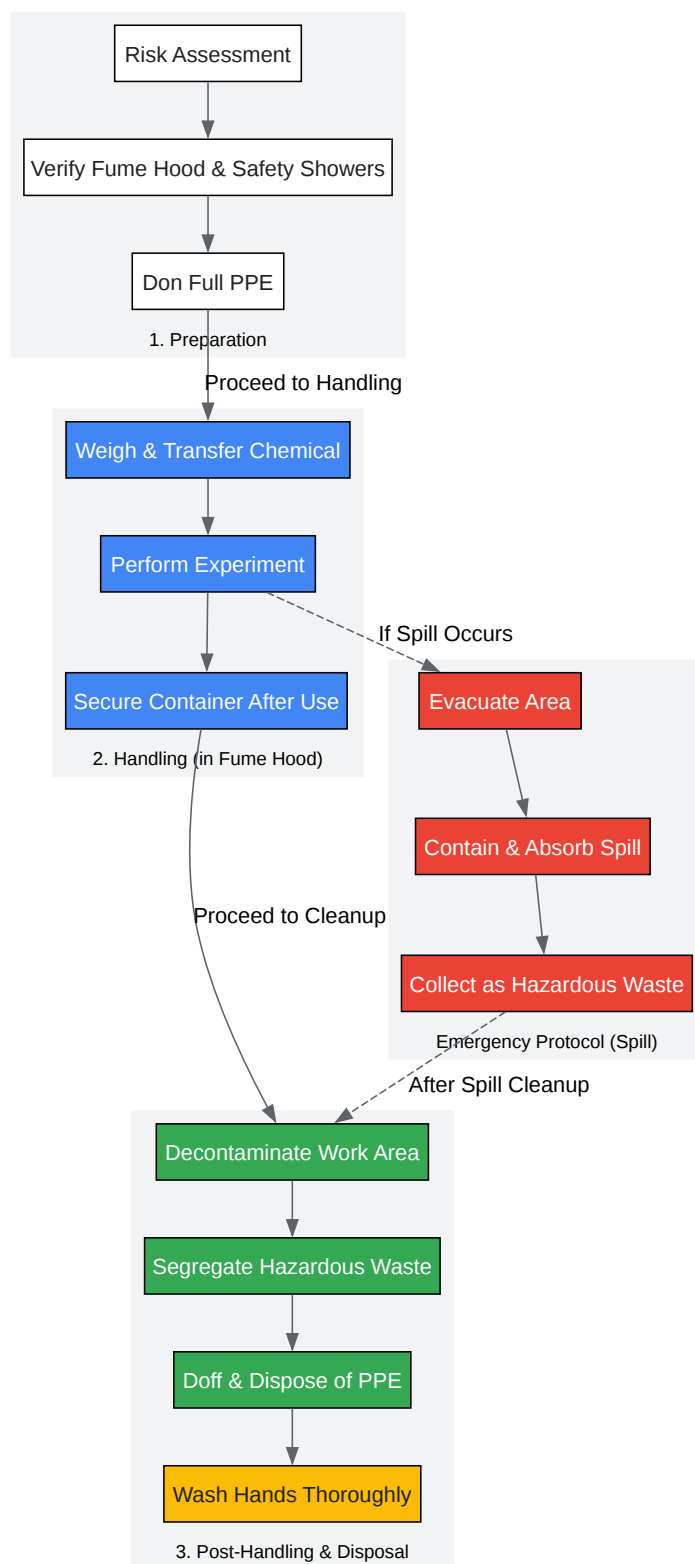 Risk Assessment
Verify Fume Hood & Safety Showers
Don Full PPE
1. Preparation
Proceed to Handling
Weigh & Transfer Chemical
Perform Experiment
If Spill Occurs
Secure Container After Use
Evacuate Area
2. Handling (in Fume Hood)
Contain & Absorb Spill
Proceed to Cleanup
Collect as Hazardous Waste
Emergency Protocol (Spill)
After Spill Cleanup
Decontaminate Work Area
Segregate Hazardous Waste
Doff & Dispose of PPE
Wash Hands Thoroughly
3. Post-Handling & Disposal